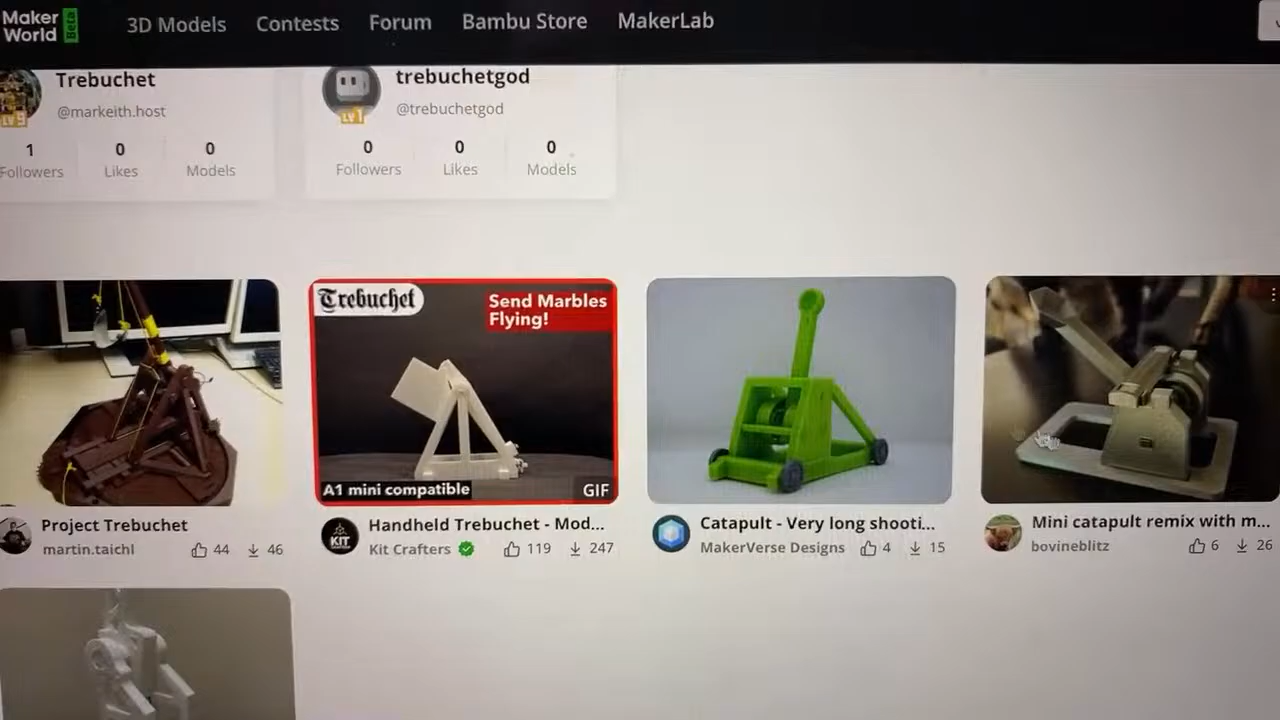 Maker World Beta
3D Models Contests Forum Bambu Store MakerLab
Trebuchet
@markeith.host
1 0 0
Followers Likes Models
trebuchetgod
@trebuchetgod
LV1
0 0 0
Followers Likes Models
Trebuchet
Send Marbles
Flying!
A1 mini compatible
GIF
Project Trebuchet
martin.taichl 44 46
Handheld Trebuchet - Mod...
KIT
Kit Crafters 119 247
Catapult - Very long shooti...
MakerVerse Designs 4 15
Mini catapult remix with m...
bovineblitz 6 26